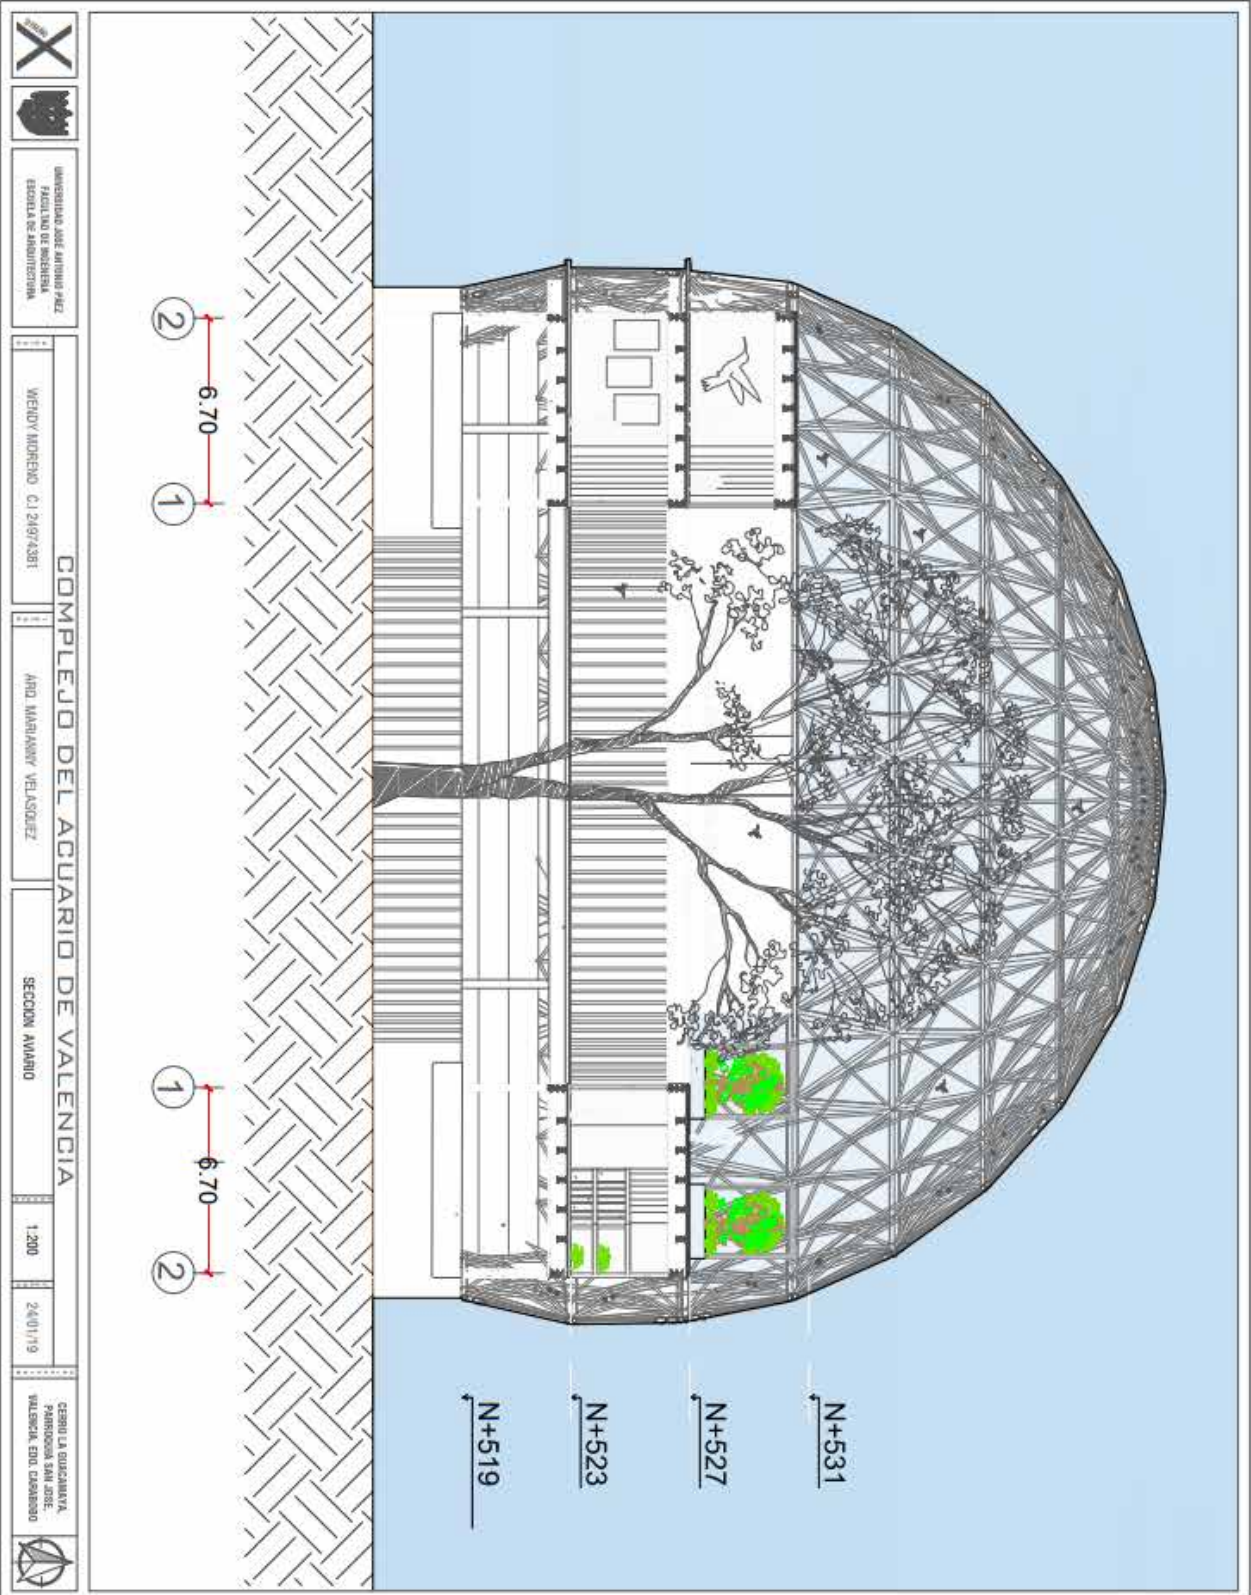 N+531
N+527
N+523
N+519
2
6.70
1
1
6.70
2
UNIVERSIDAD JOSÉ ANTONIO PÁEZ
FACULTAD DE INGENIERIA
ESCUELA DE ARQUITECTURA
COMPLEJO DEL ACUARIO DE VALENCIA
WENDY MORENO C.I 24974381
ARQ. MARIANNY VELASQUEZ
SECCION AVIARIO
1:200
24/01/19
CERRO LA GUACAMAYA,
PARROQUIA SAN JOSE,
VALENCIA, EDO. CARABOBO